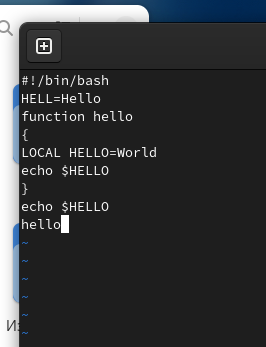 #!/bin/bash
HELL=Hello
function hello
{
LOCAL HELLO=World
echo $HELLO
}
echo $HELLO
hello
~
~
~
~
~
~